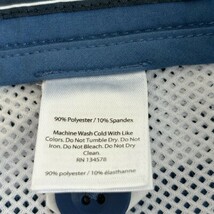 90% Polyester / 10% Spandex
Machine Wash Cold With Like
Colors. Do Not Tumble Dry. Do Not
Iron. Do Not Bleach. Do Not Dry
Clean.
RN 134578
90% polyester / 10% élasthanne